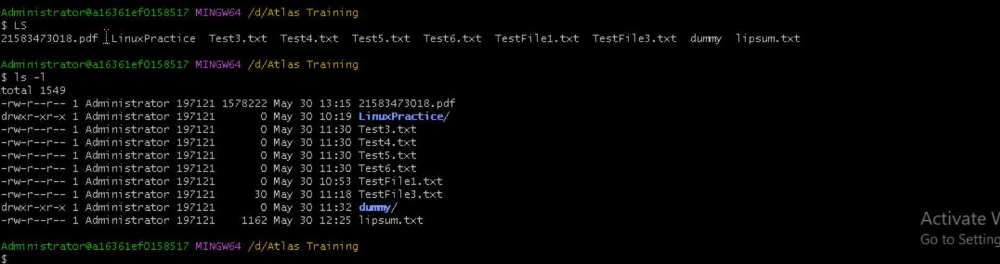 Administrator@a16361ef0158517 MINGW64 /d/Atlas Training
$ LS
21583473018.pdf  LinuxPractice  Test3.txt  Test4.txt  Test5.txt  Test6.txt  TestFile1.txt  TestFile3.txt  dummy  lipsum.txt
Administrator@a16361ef0158517 MINGW64 /d/Atlas Training
$ ls -l
total 1549
-rw-r--r-- 1 Administrator 197121 1578222 May 30 13:15 21583473018.pdf
drwxr-xr-x 1 Administrator 197121       0 May 30 10:19 LinuxPractice/
-rw-r--r-- 1 Administrator 197121       0 May 30 11:30 Test3.txt
-rw-r--r-- 1 Administrator 197121       0 May 30 11:30 Test4.txt
-rw-r--r-- 1 Administrator 197121       0 May 30 11:30 Test5.txt
-rw-r--r-- 1 Administrator 197121       0 May 30 11:30 Test6.txt
-rw-r--r-- 1 Administrator 197121       0 May 30 10:53 TestFile1.txt
-rw-r--r-- 1 Administrator 197121      30 May 30 11:18 TestFile3.txt
drwxr-xr-x 1 Administrator 197121       0 May 30 11:32 dummy/
-rw-r--r-- 1 Administrator 197121    1162 May 30 12:25 lipsum.txt
Administrator@a16361ef0158517 MINGW64 /d/Atlas Training
$
Activate
Go to Setting